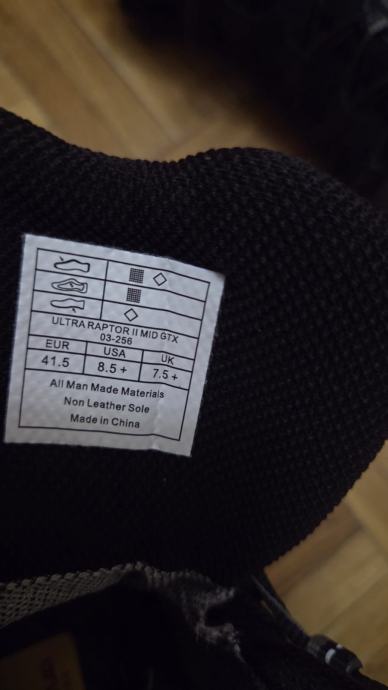 ULTRA RAPTOR II MID GTX
03-256
EUR USA UK
41.5 8.5 + 7.5 +
All Man Made Materials
Non Leather Sole
Made in China